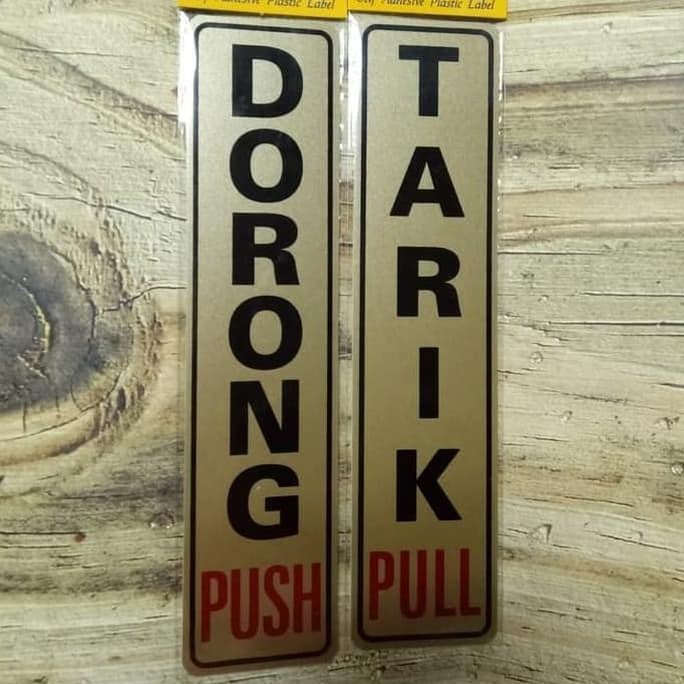 Adhesive Plastic Label
DORONG
PUSH
Adhesive Plastic Label
TARIK
PULL